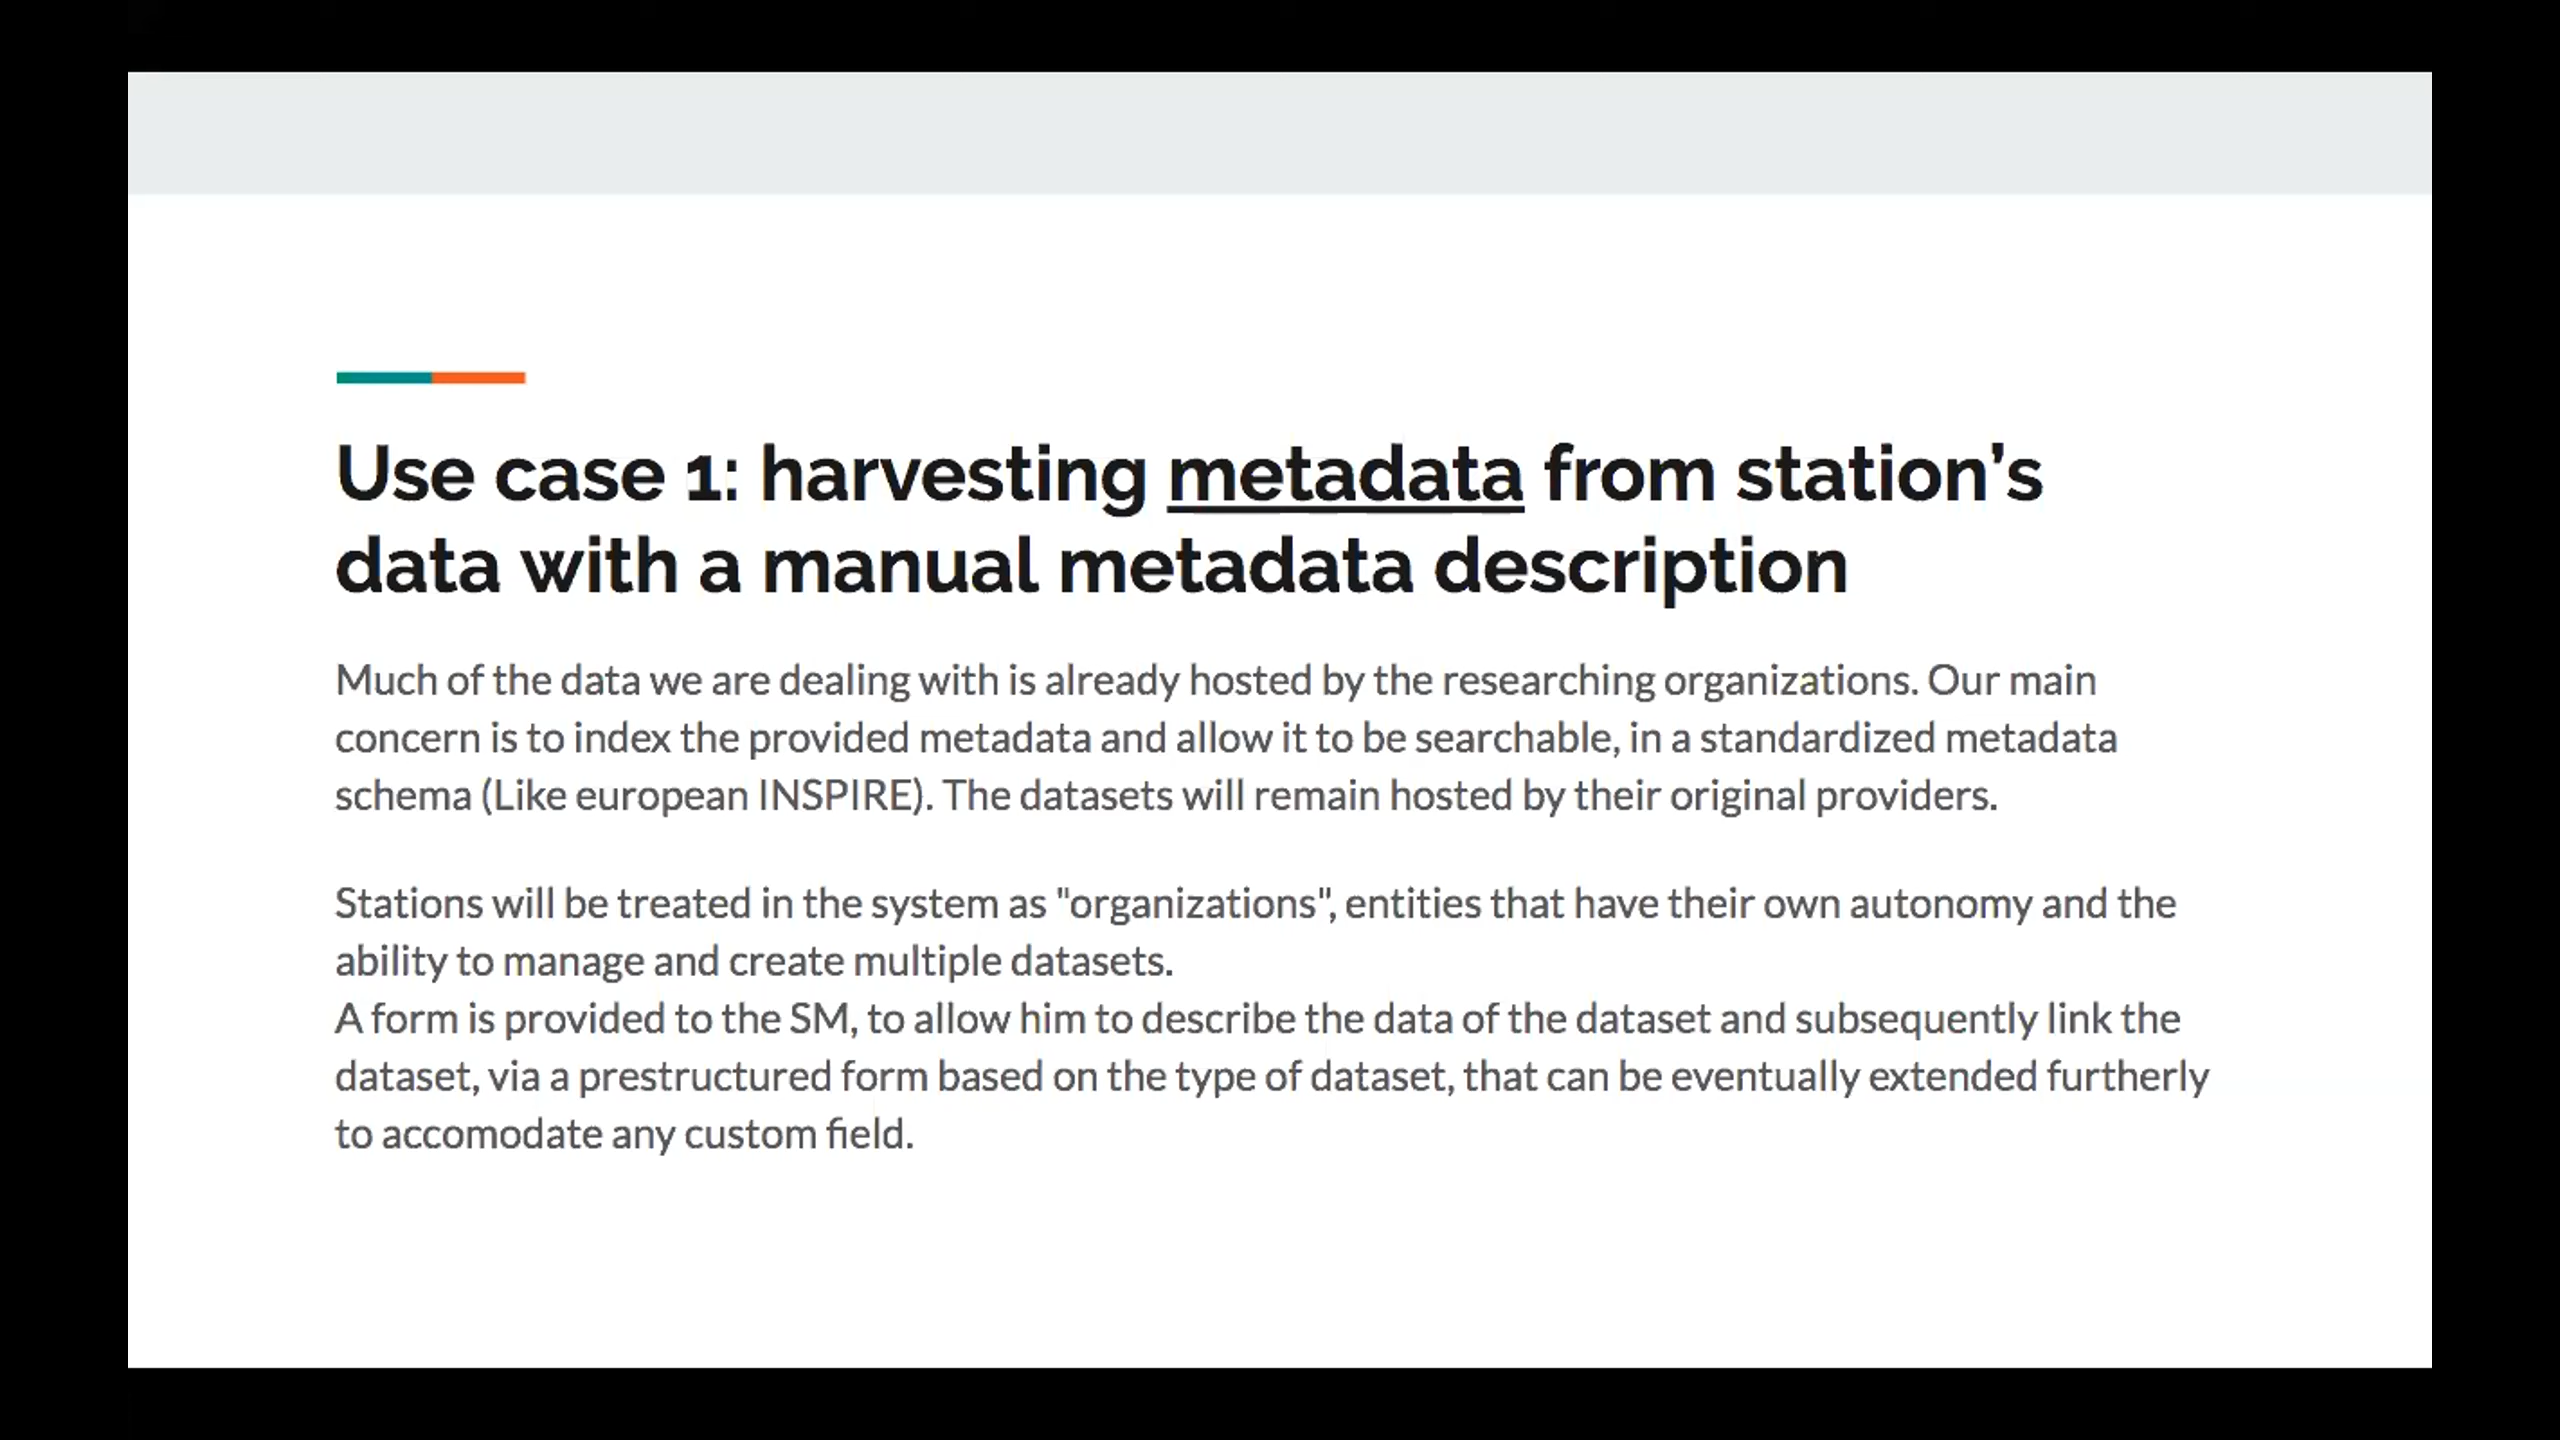 Use case 1: harvesting metadata from station’s
data with a manual metadata description
Much of the data we are dealing with is already hosted by the researching organizations. Our main
concern is to index the provided metadata and allow it to be searchable, in a standardized metadata
schema (Like european INSPIRE). The datasets will remain hosted by their original providers.
Stations will be treated in the system as "organizations", entities that have their own autonomy and the
ability to manage and create multiple datasets.
A form is provided to the SM, to allow him to describe the data of the dataset and subsequently link the
dataset, via a prestructured form based on the type of dataset, that can be eventually extended furtherly
to accomodate any custom field.